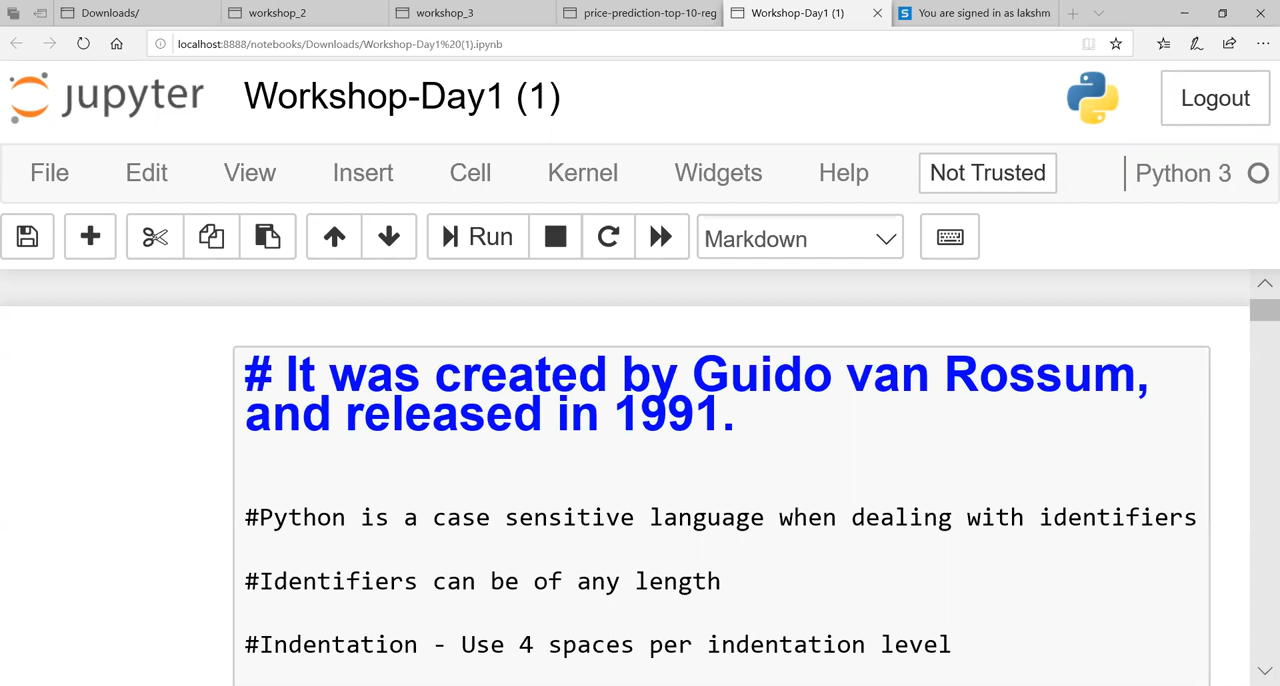 Downloads/
workshop_2
workshop_3
price-prediction-top-10-reg
Workshop-Day1 (1)
You are signed in as lakshm
localhost:8888/notebooks/Downloads/Workshop-Day1%20(1).ipynb
jupyter
Workshop-Day1 (1)
Logout
File Edit View Insert Cell Kernel Widgets Help Not Trusted Python 3
Run
Markdown
# It was created by Guido van Rossum,
and released in 1991.
#Python is a case sensitive language when dealing with identifiers
#Identifiers can be of any length
#Indentation - Use 4 spaces per indentation level